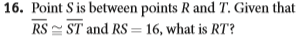 16. Point S is between points R and T. Given that
RS ≅ ST and RS = 16, what is RT?